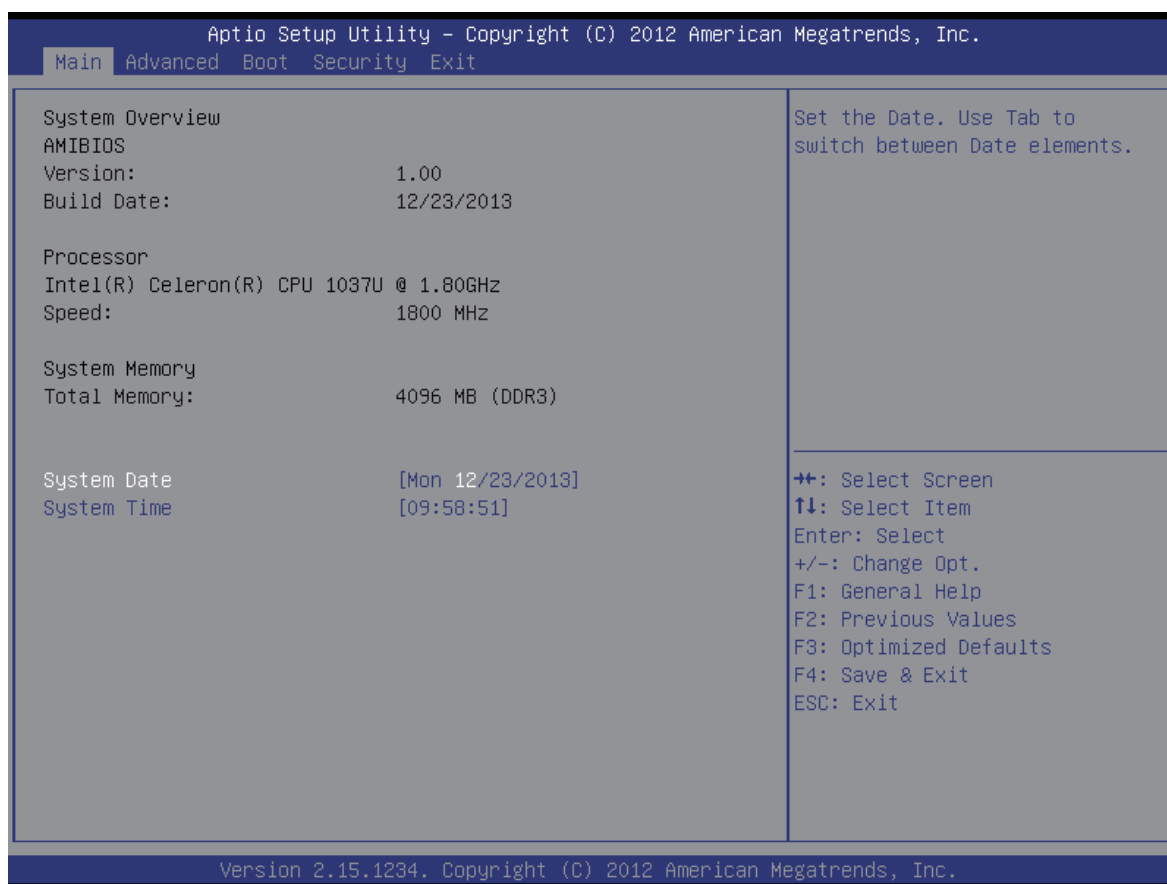 Aptio Setup Utility – Copyright (C) 2012 American Megatrends, Inc.
Main Advanced Boot Security Exit
System Overview
AMIBIOS
Version: 1.00
Build Date: 12/23/2013
Processor
Intel(R) Celeron(R) CPU 1037U @ 1.80GHz
Speed: 1800 MHz
System Memory
Total Memory: 4096 MB (DDR3)
System Date [Mon 12/23/2013]
System Time [09:58:51]
Set the Date. Use Tab to
switch between Date elements.
→←: Select Screen
↑↓: Select Item
Enter: Select
+/-: Change Opt.
F1: General Help
F2: Previous Values
F3: Optimized Defaults
F4: Save & Exit
ESC: Exit
Version 2.15.1234. Copyright (C) 2012 American Megatrends, Inc.